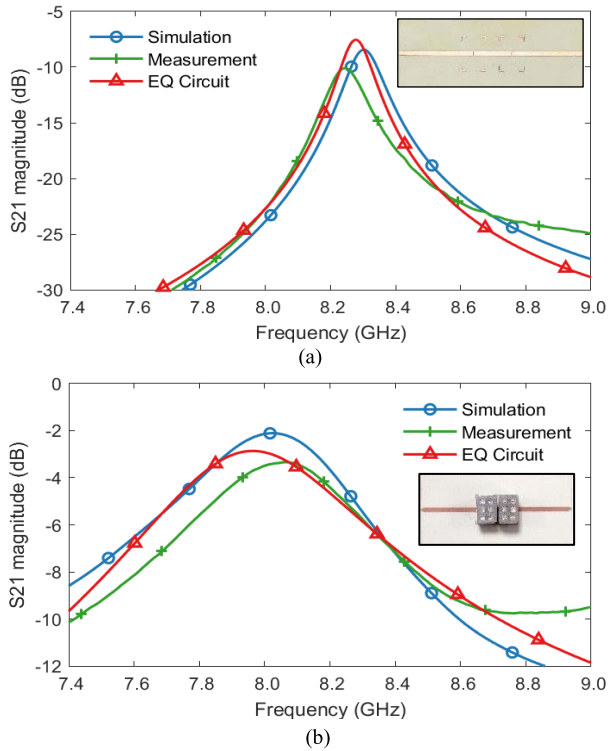 -5
-10
-15
-20
-25
-30
S21 magnitude (dB)
Simulation
Measurement
EQ Circuit
7.4 7.6 7.8 8.0 8.2 8.4 8.6 8.8 9.0
Frequency (GHz)
(a)
0
-2
-4
-6
-8
-10
-12
S21 magnitude (dB)
Simulation
Measurement
EQ Circuit
7.4 7.6 7.8 8.0 8.2 8.4 8.6 8.8 9.0
Frequency (GHz)
(b)